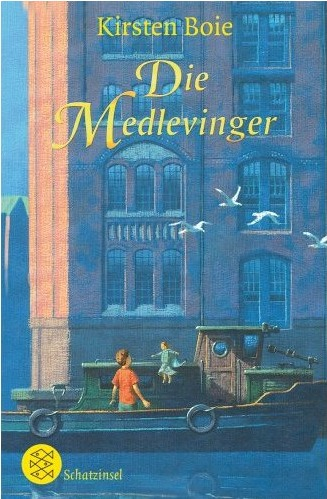 Kirsten Boie
Die
Medlevinger
Schatzinsel